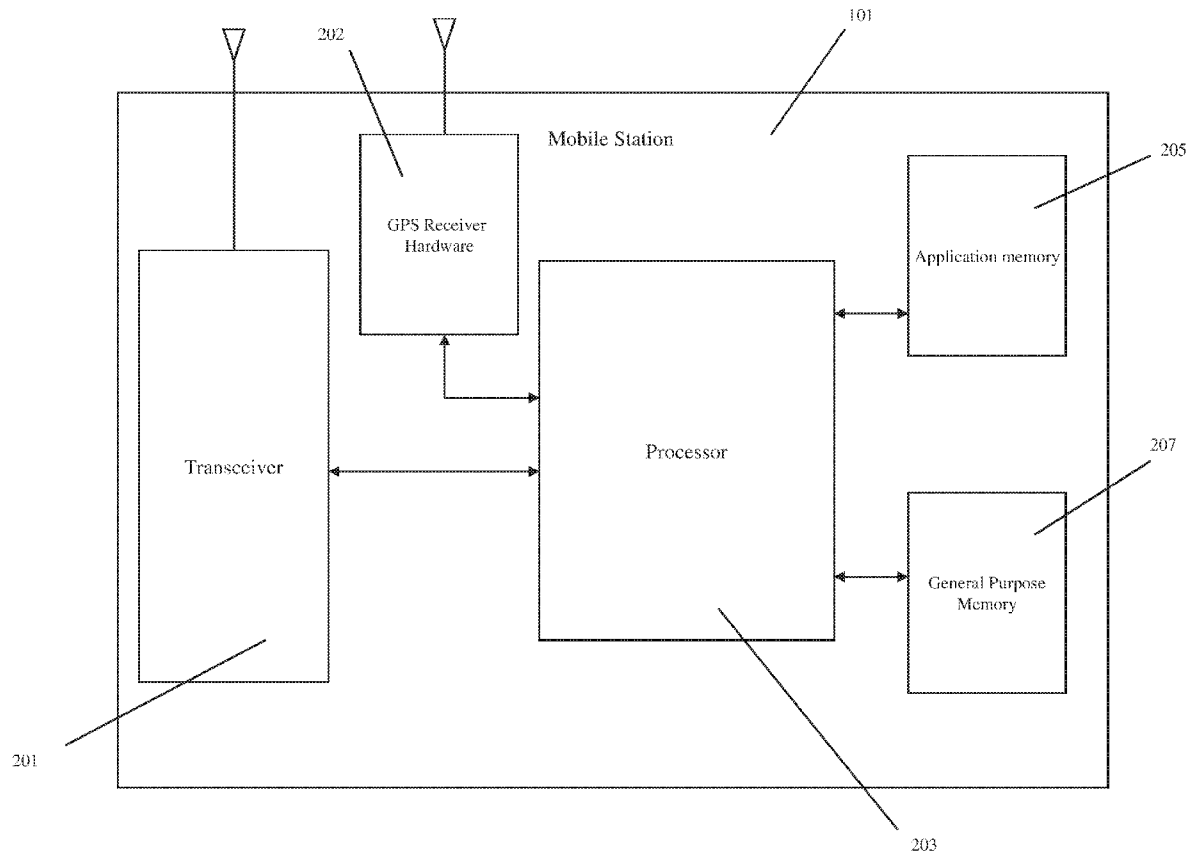 101
202
Mobile Station
205
GPS Receiver
Hardware
Application memory
Processor
Transceiver
207
General Purpose
Memory
201
203